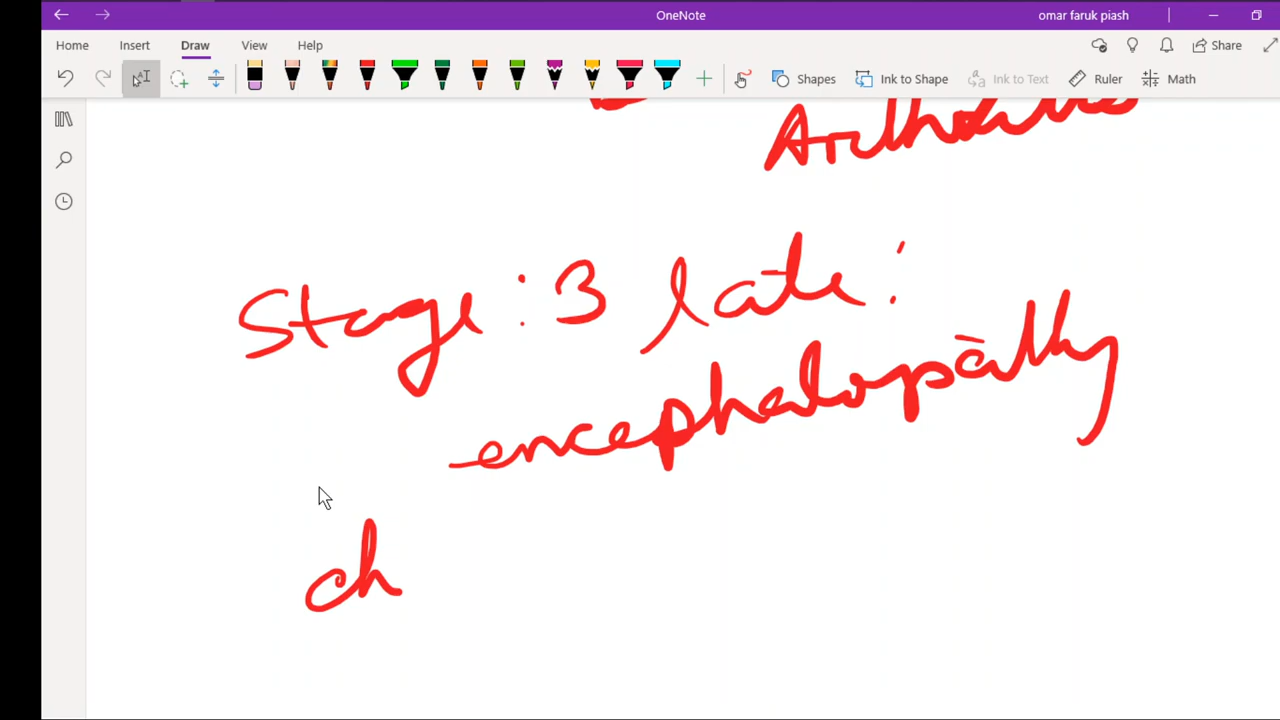 OneNote
omar faruk piash
Home Insert Draw View Help
Share
Shapes Ink to Shape Ink to Text Ruler Math
Stage : 3 late :
encephalopathy
ch